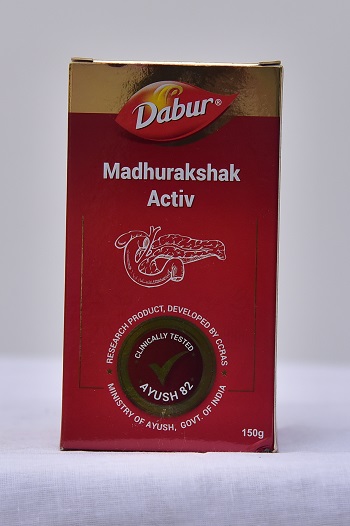 Dabur®
Madhurakshak
Activ
RESEARCH PRODUCT, DEVELOPED BY CCRAS
CLINICALLY TESTED
AYUSH 82
MINISTRY OF AYUSH, GOVT. OF INDIA
150g